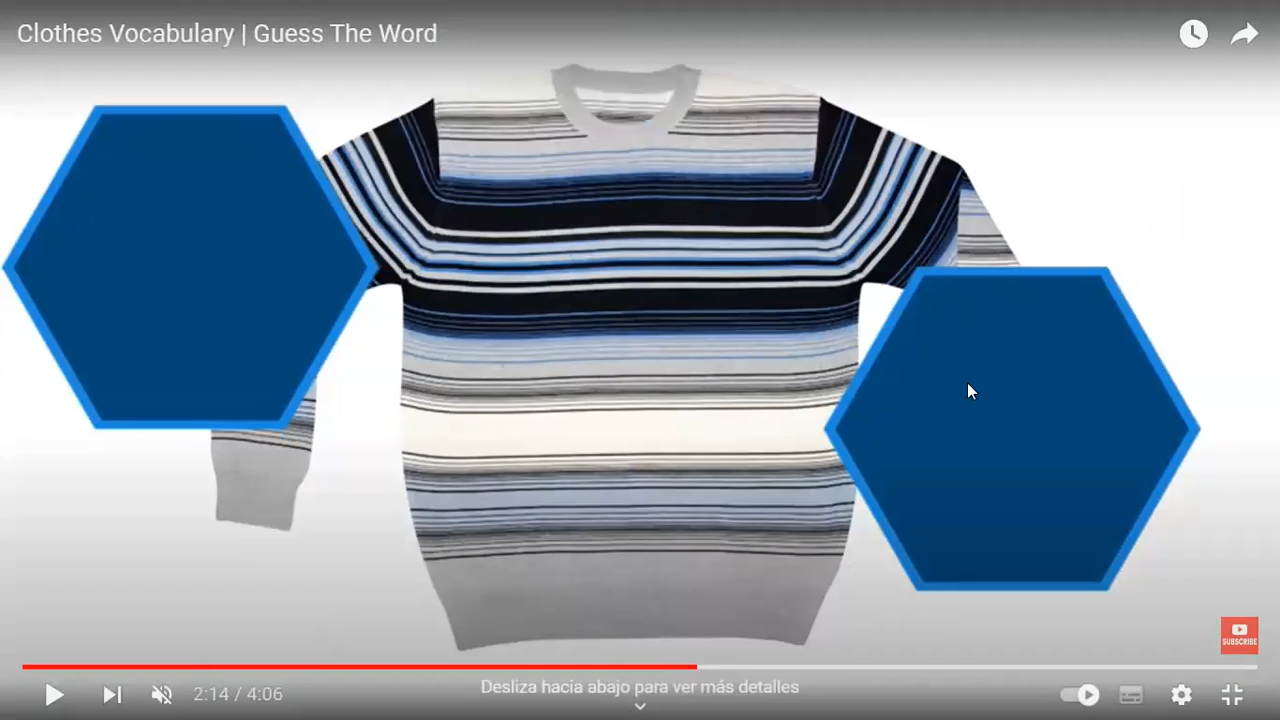 Clothes Vocabulary | Guess The Word
SUBSCRIBE
2:14 / 4:06
Desliza hacia abajo para ver más detalles